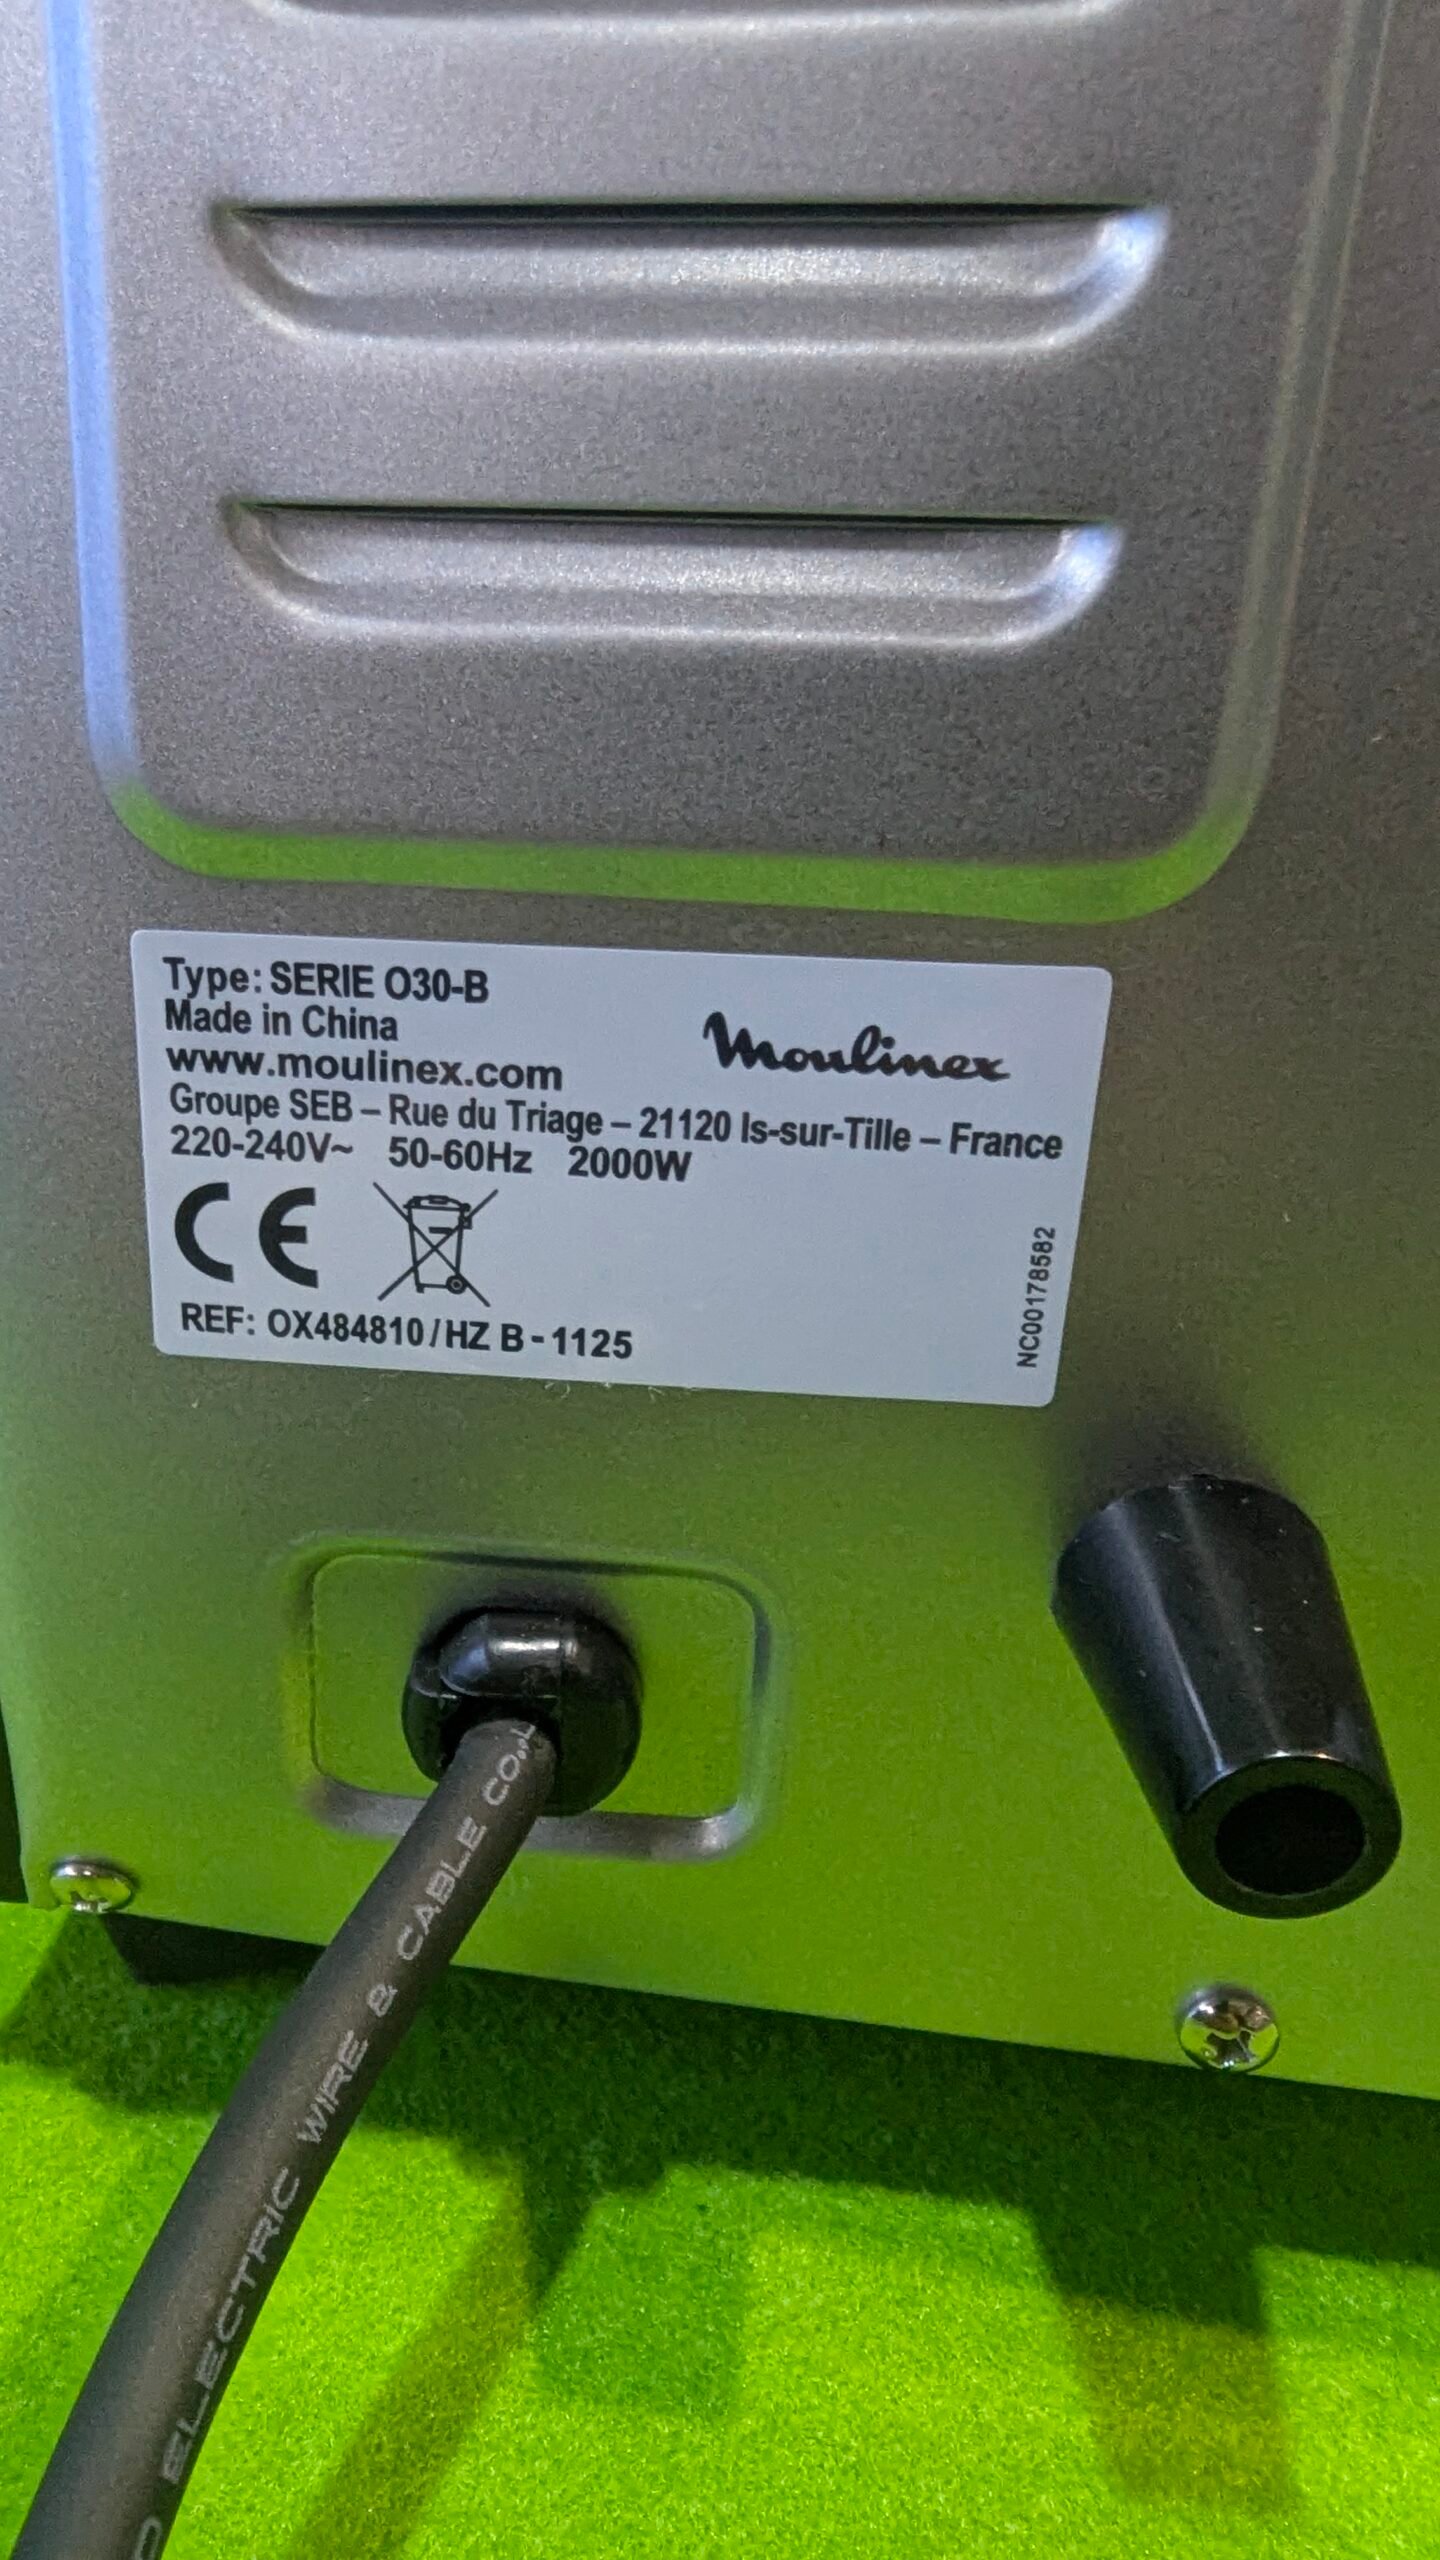 Type: SERIE O30-B
Made in China
www.moulinex.com
Moulinex
Groupe SEB – Rue du Triage – 21120 Is-sur-Tille – France
220-240V~ 50-60Hz 2000W
CE
REF: OX484810/HZ B - 1125
NC00178582
ELECTRIC WIRE & CABLE CO.,L